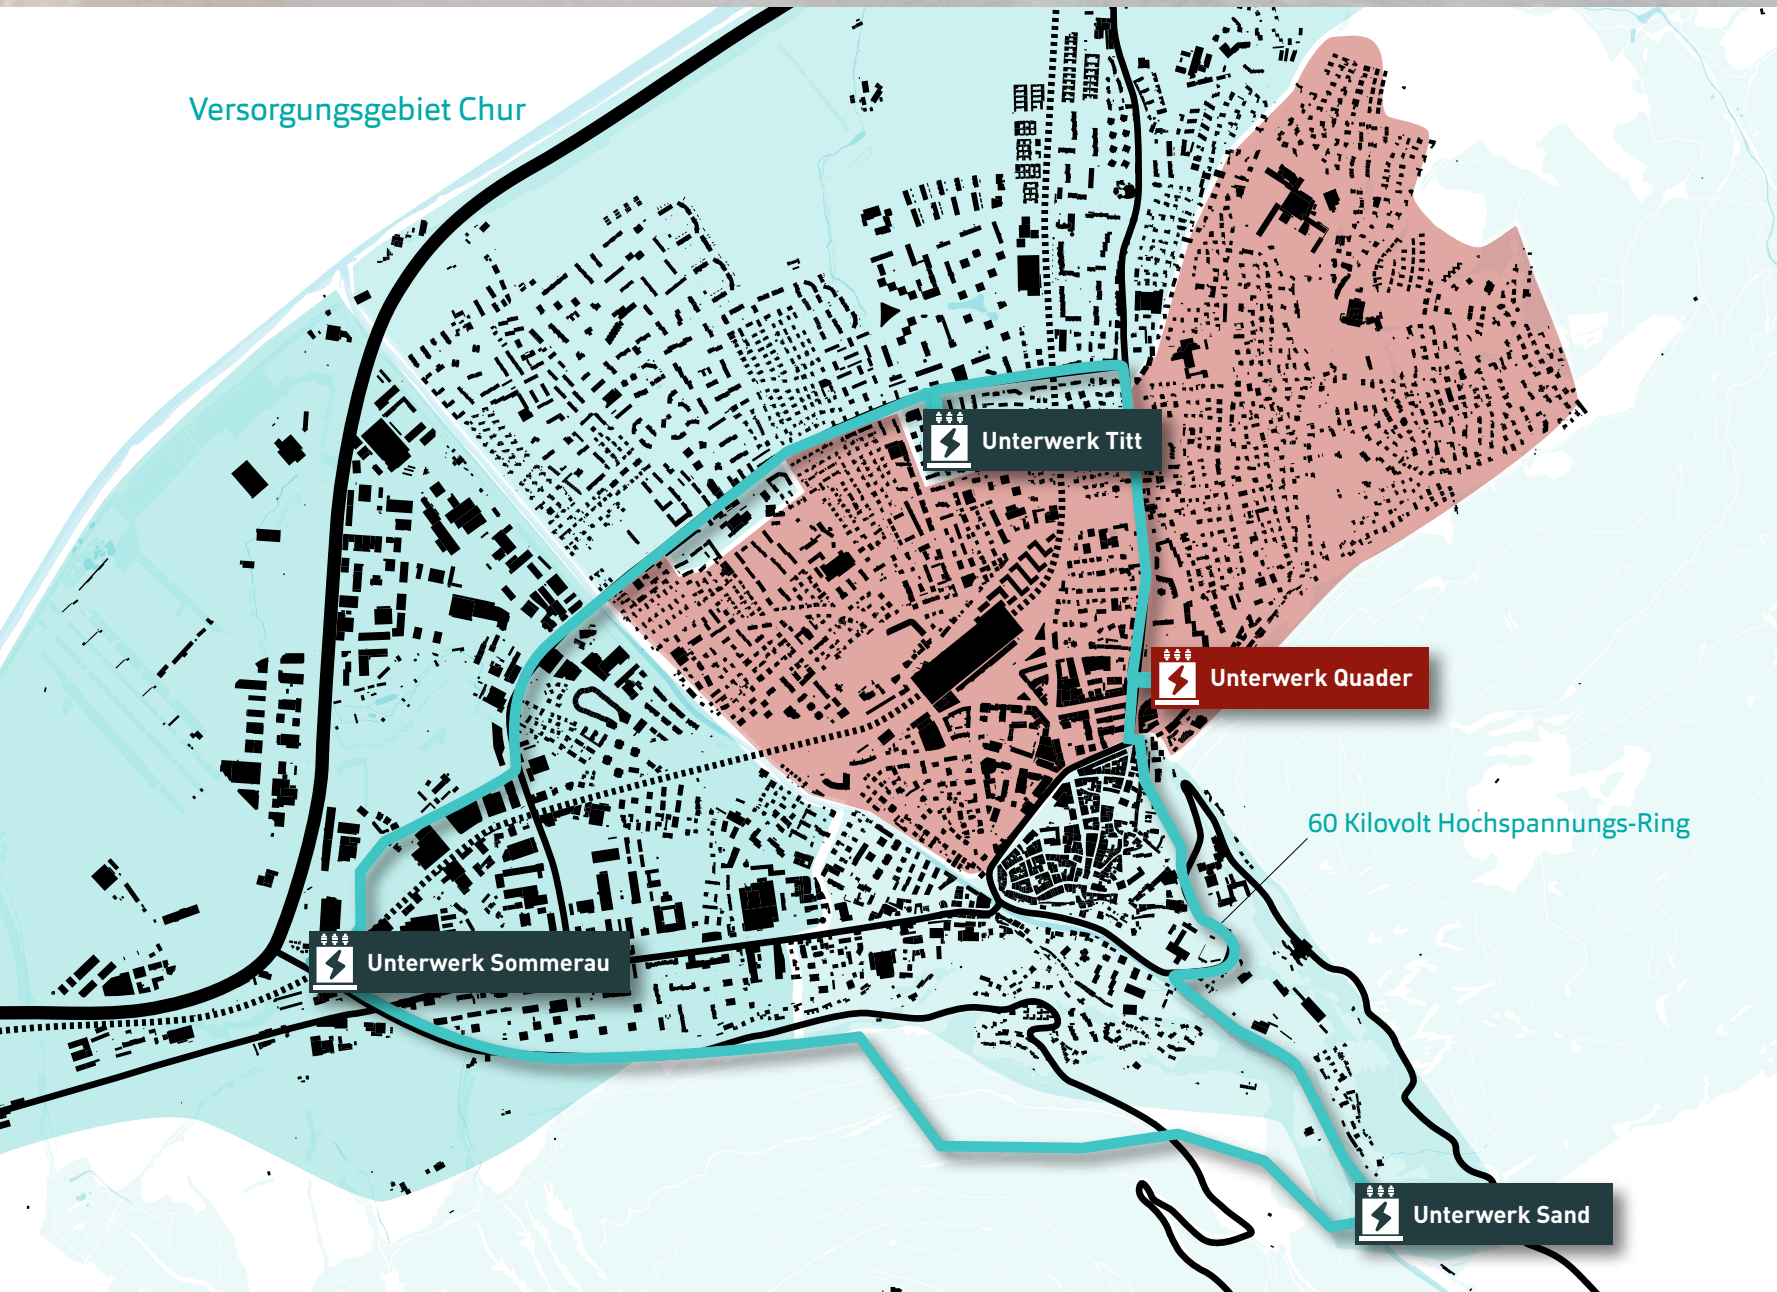 Versorgungsgebiet Chur
Unterwerk Titt
Unterwerk Quader
60 Kilovolt Hochspannungs-Ring
Unterwerk Sommerau
Unterwerk Sand